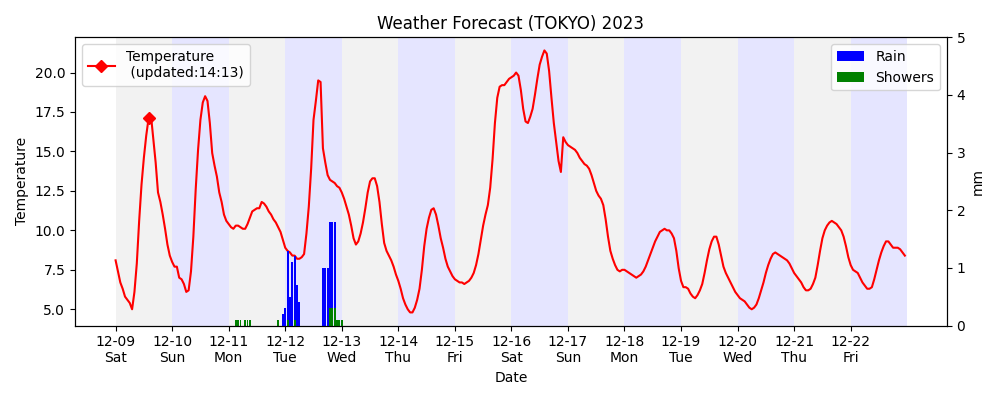 Weather Forecast (TOKYO) 2023
Temperature
(updated:14:13)
Rain
Showers
Temperature
20.0
17.5
15.0
12.5
10.0
7.5
5.0
5
4
3
2
1
0
mm
12-09 12-10 12-11 12-12 12-13 12-14 12-15 12-16 12-17 12-18 12-19 12-20 12-21 12-22
Sat Sun Mon Tue Wed Thu Fri Sat Sun Mon Tue Wed Thu Fri
Date